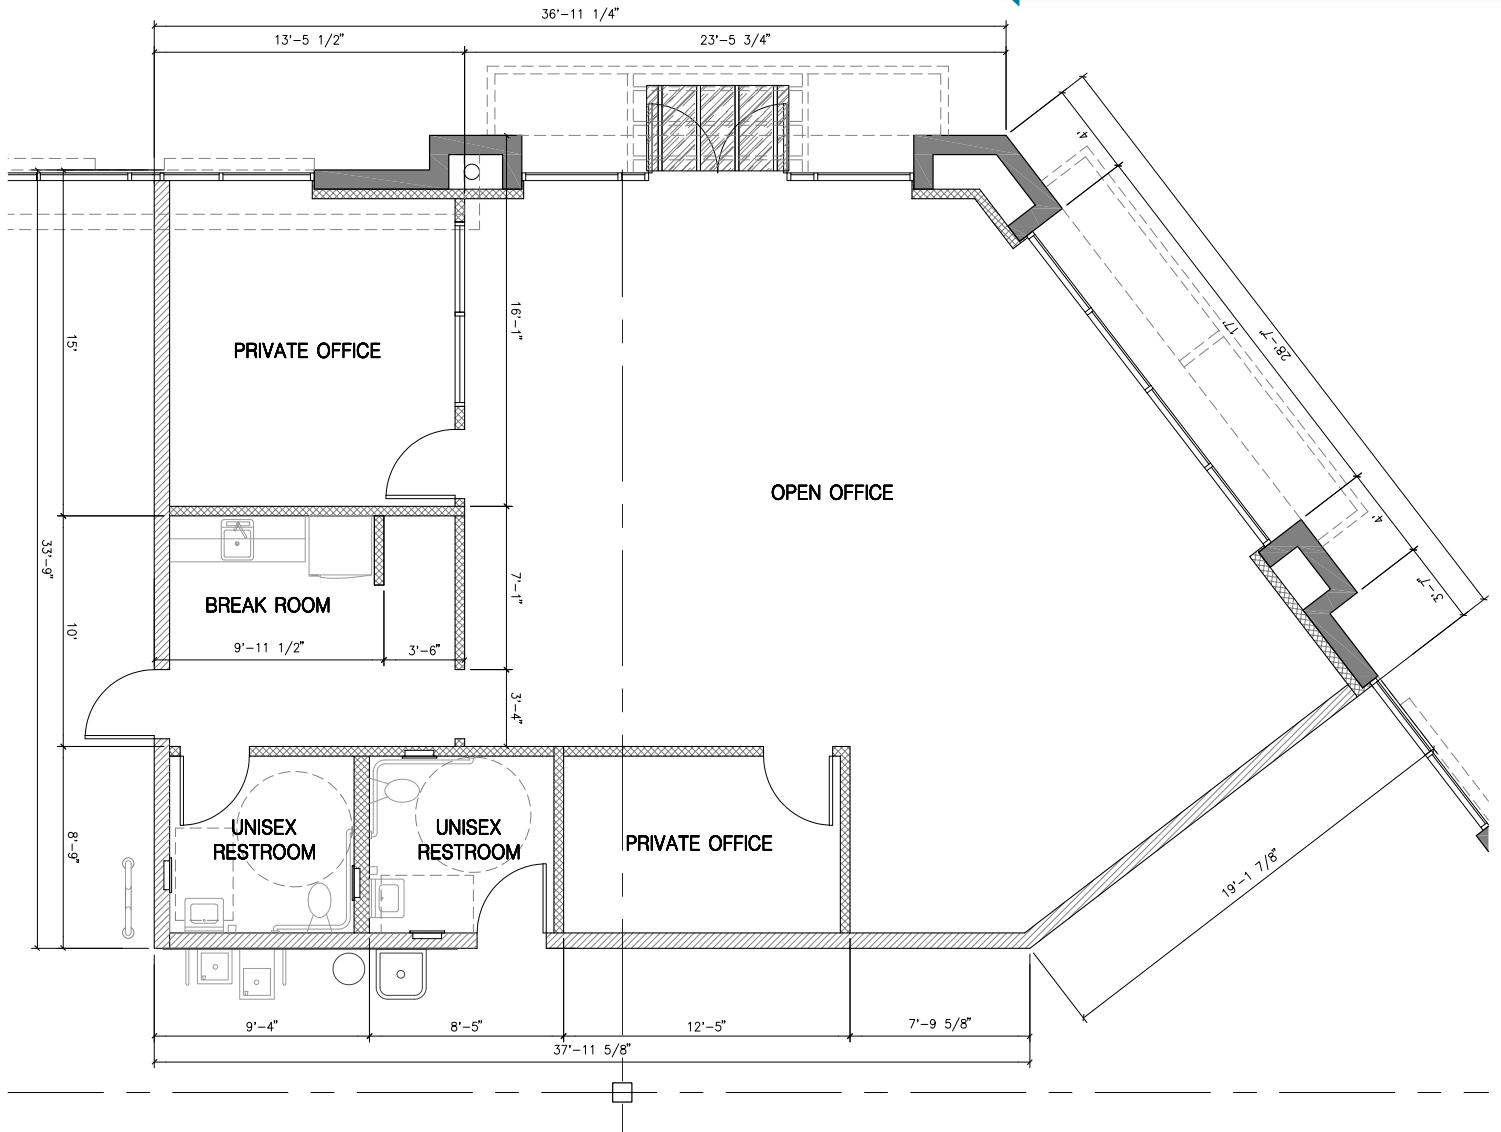 36'-11 1/4"
13'-5 1/2"
23'-5 3/4"
4'
15'
16'-1"
17'
28'-7"
PRIVATE OFFICE
OPEN OFFICE
4'
33'-9"
7'-1"
3'-7"
BREAK ROOM
10'
9'-11 1/2"
3'-6"
3'-4"
8'-9"
UNISEX
RESTROOM
UNISEX
RESTROOM
PRIVATE OFFICE
19'-1 7/8"
9'-4"
8'-5"
12'-5"
7'-9 5/8"
37'-11 5/8"